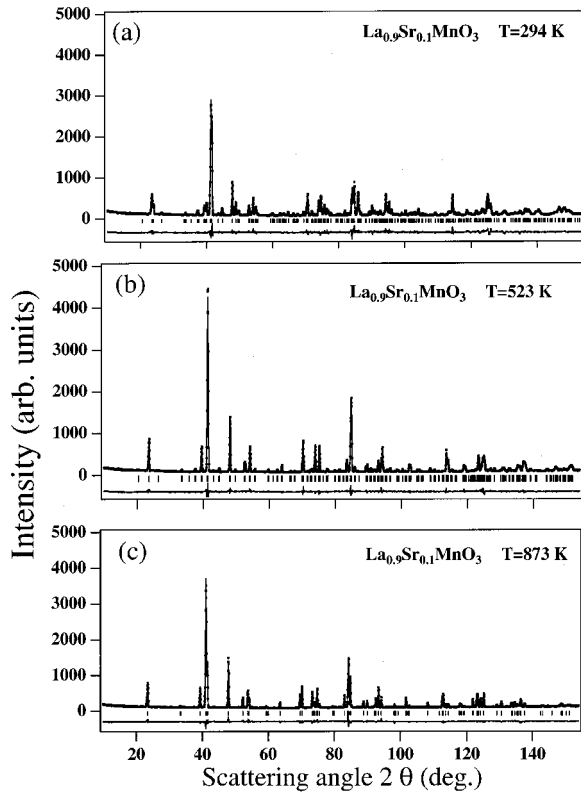 (a)
La0.9Sr0.1MnO3 T=294 K
5000
4000
3000
2000
1000
0
(b)
La0.9Sr0.1MnO3 T=523 K
5000
4000
3000
2000
1000
0
(c)
La0.9Sr0.1MnO3 T=873 K
5000
4000
3000
2000
1000
0
Intensity (arb. units)
20 40 60 80 100 120 140
Scattering angle 2 θ (deg.)